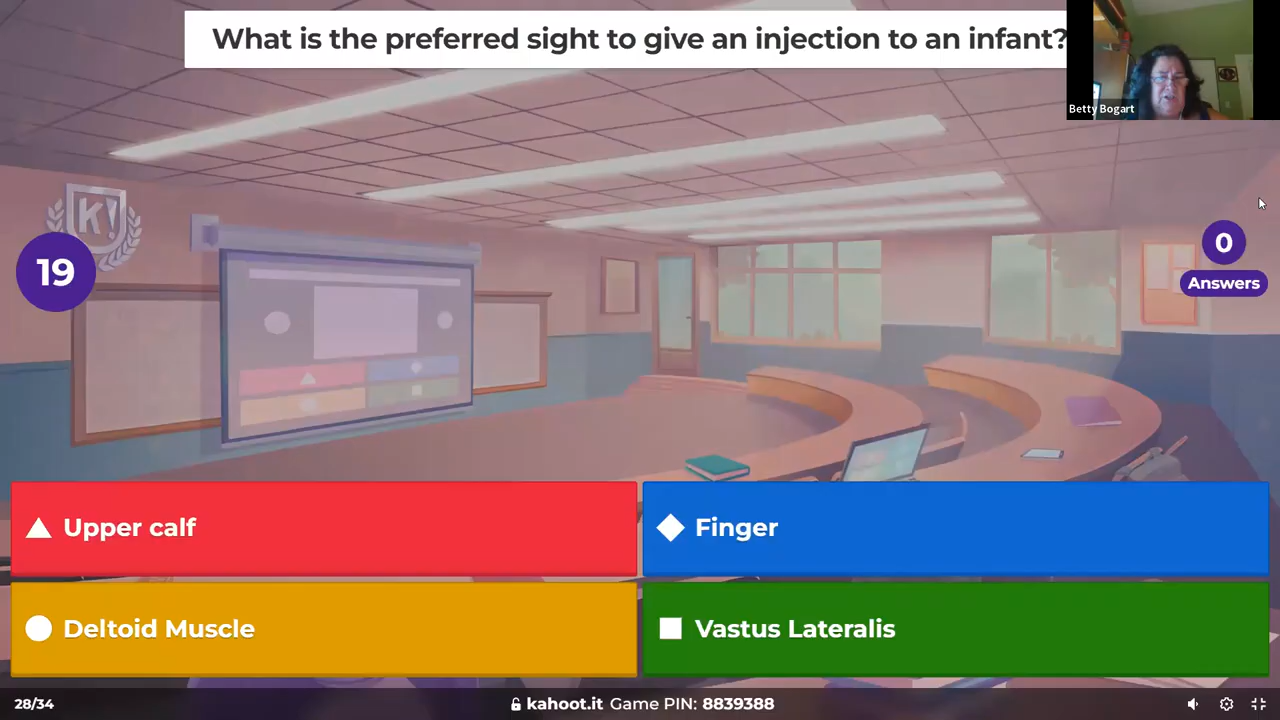 What is the preferred sight to give an injection to an infant?
Betty Bogart
K!
19
0
Answers
Upper calf
Finger
Deltoid Muscle
Vastus Lateralis
28/34
kahoot.it Game PIN: 8839388